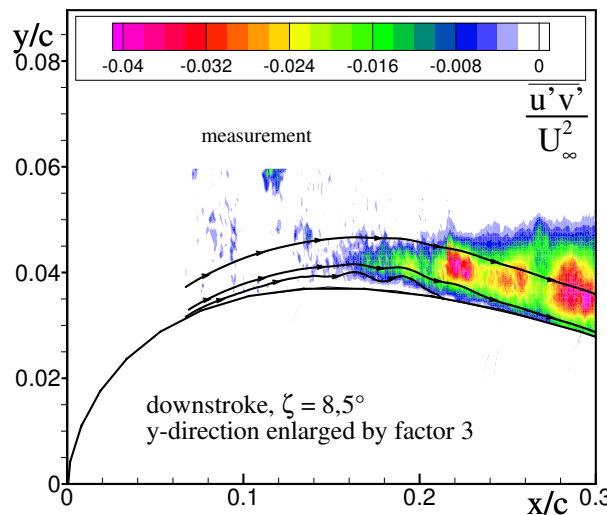 y/c
0.08
0.06
0.04
0.02
0
-0.04 -0.032 -0.024 -0.016 -0.008 0
u'v'
U∞²
measurement
downstroke, ζ = 8,5°
y-direction enlarged by factor 3
0 0.1 0.2 0.3
x/c